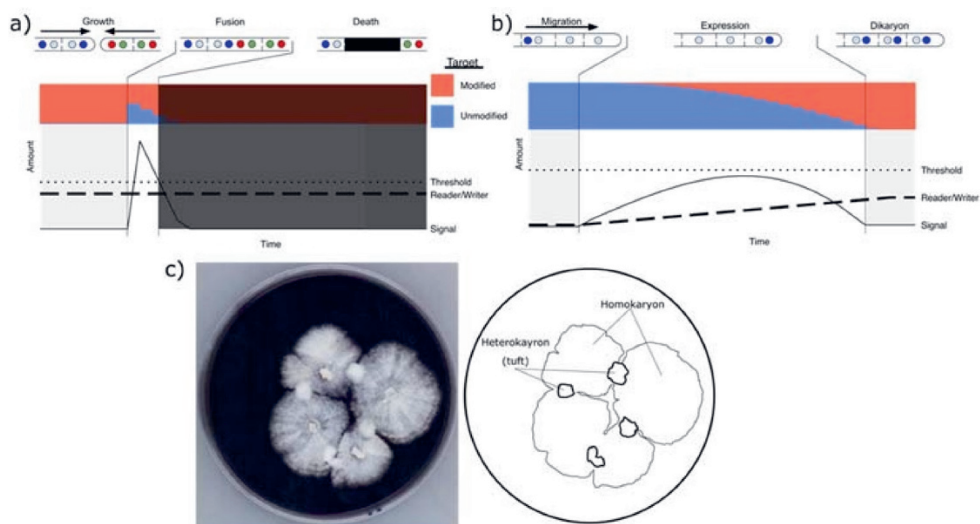 a)
Growth
Fusion
Death
Target
Modified
Unmodified
Amount
Threshold
Reader/Writer
Signal
Time
b)
Migration
Expression
Dikaryon
Amount
Threshold
Reader/Writer
Signal
Time
c)
Homokaryon
Heterokayron
(tuft)